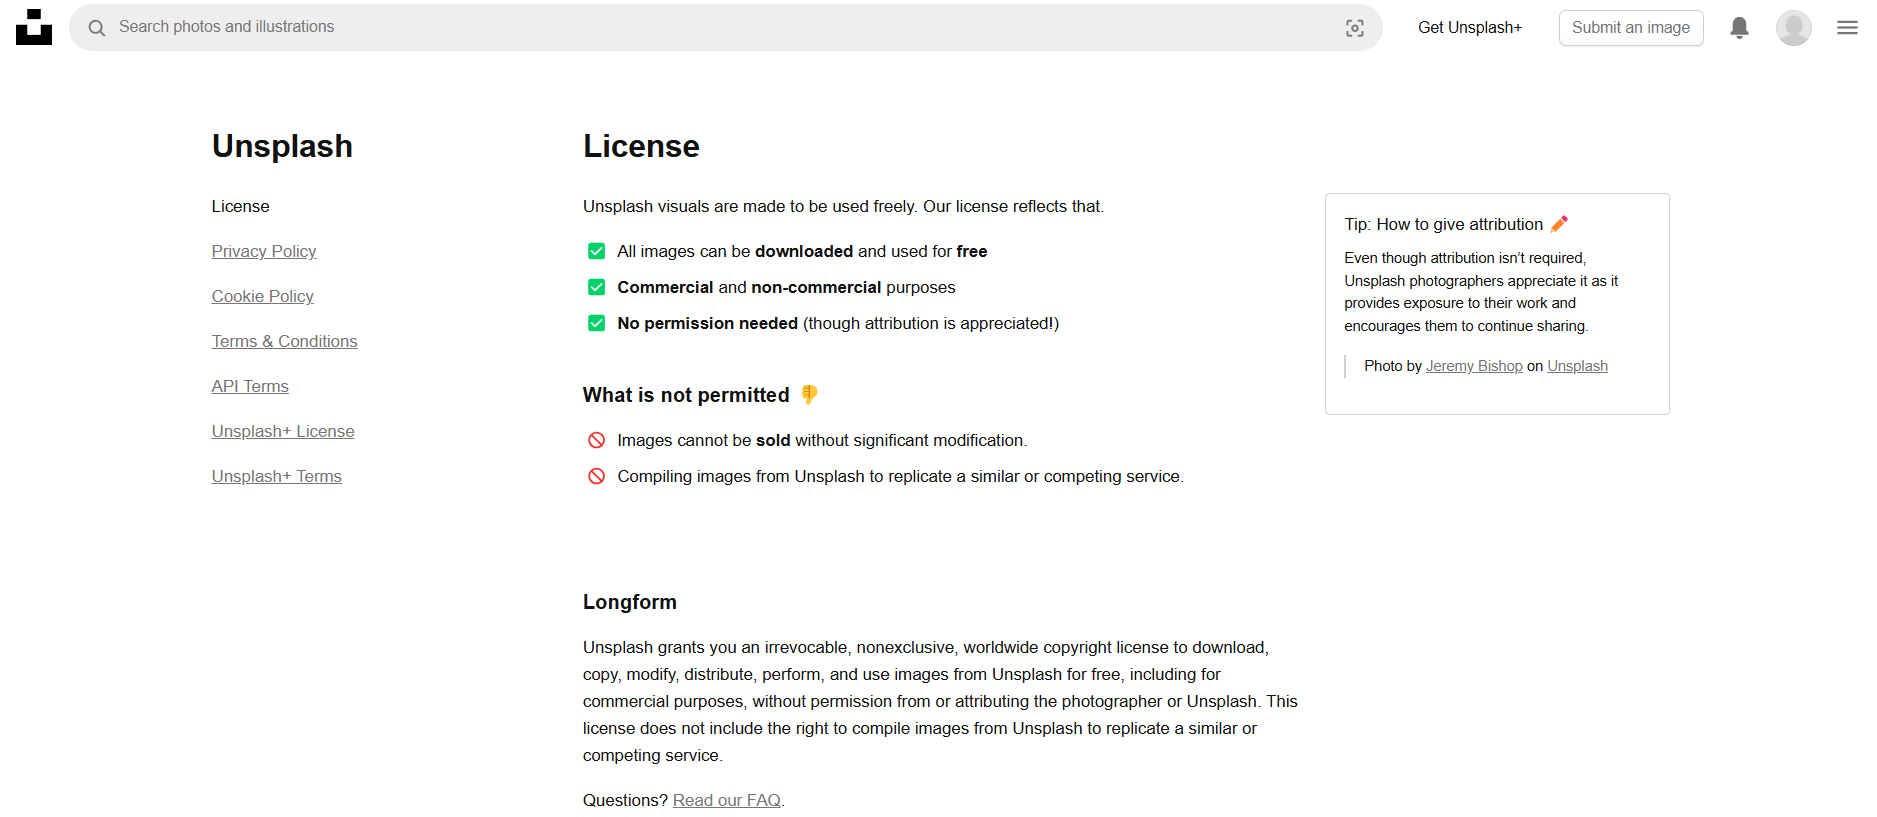 Search photos and illustrations
Get Unsplash+
Submit an image
Unsplash
License
Privacy Policy
Cookie Policy
Terms & Conditions
API Terms
Unsplash+ License
Unsplash+ Terms
License
Unsplash visuals are made to be used freely. Our license reflects that.
All images can be downloaded and used for free
Commercial and non-commercial purposes
No permission needed (though attribution is appreciated!)
What is not permitted 👎
Images cannot be sold without significant modification.
Compiling images from Unsplash to replicate a similar or competing service.
Longform
Unsplash grants you an irrevocable, nonexclusive, worldwide copyright license to download,
copy, modify, distribute, perform, and use images from Unsplash for free, including for
commercial purposes, without permission from or attributing the photographer or Unsplash. This
license does not include the right to compile images from Unsplash to replicate a similar or
competing service.
Questions? Read our FAQ.
Tip: How to give attribution
Even though attribution isn’t required,
Unsplash photographers appreciate it as it
provides exposure to their work and
encourages them to continue sharing.
Photo by Jeremy Bishop on Unsplash